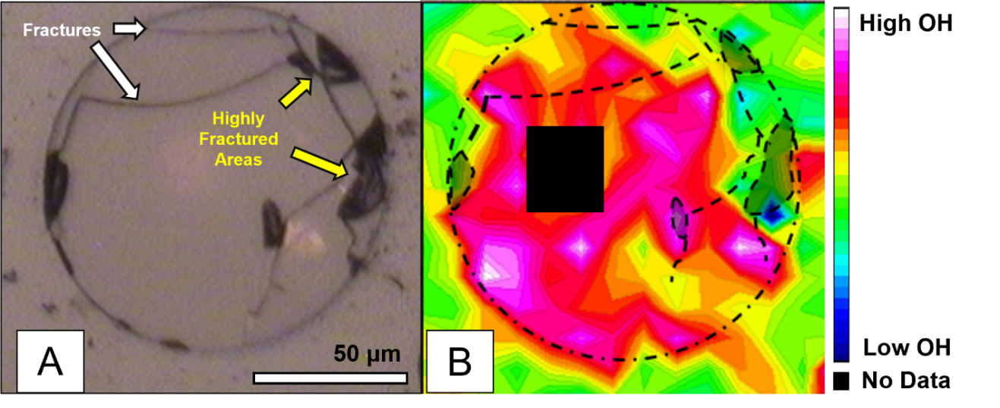 Fractures
Highly
Fractured
Areas
A
50 µm
B
High OH
Low OH
No Data